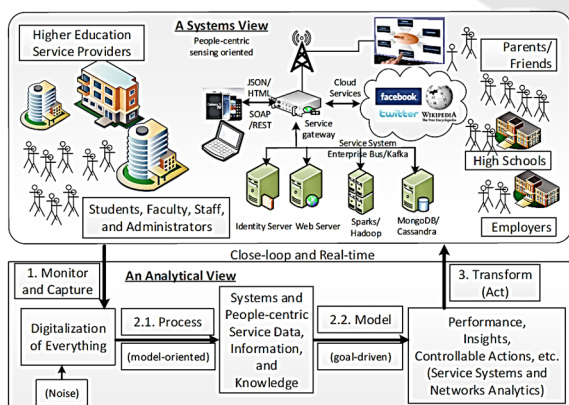 A Systems View
People-centric
sensing oriented
Higher Education
Service Providers
Parents/
Friends
JSON/
HTML
SOAP
/REST
Cloud
Services
facebook
twitter
WIKIPEDIA
Service
gateway
Service System
Enterprise Bus/Kafka
High Schools
Students, Faculty, Staff,
and Administrators
Identity Server
Web Server
Sparks/
Hadoop
MongoDB/
Cassandra
Employers
Close-loop and Real-time
1. Monitor
and Capture
An Analytical View
3. Transform
(Act)
Digitalization
of Everything
2.1. Process
(model-oriented)
Systems and
People-centric
Service Data,
Information,
and
Knowledge
2.2. Model
(goal-driven)
Performance,
Insights,
Controllable Actions, etc.
(Service Systems and
Networks Analytics)
(Noise)